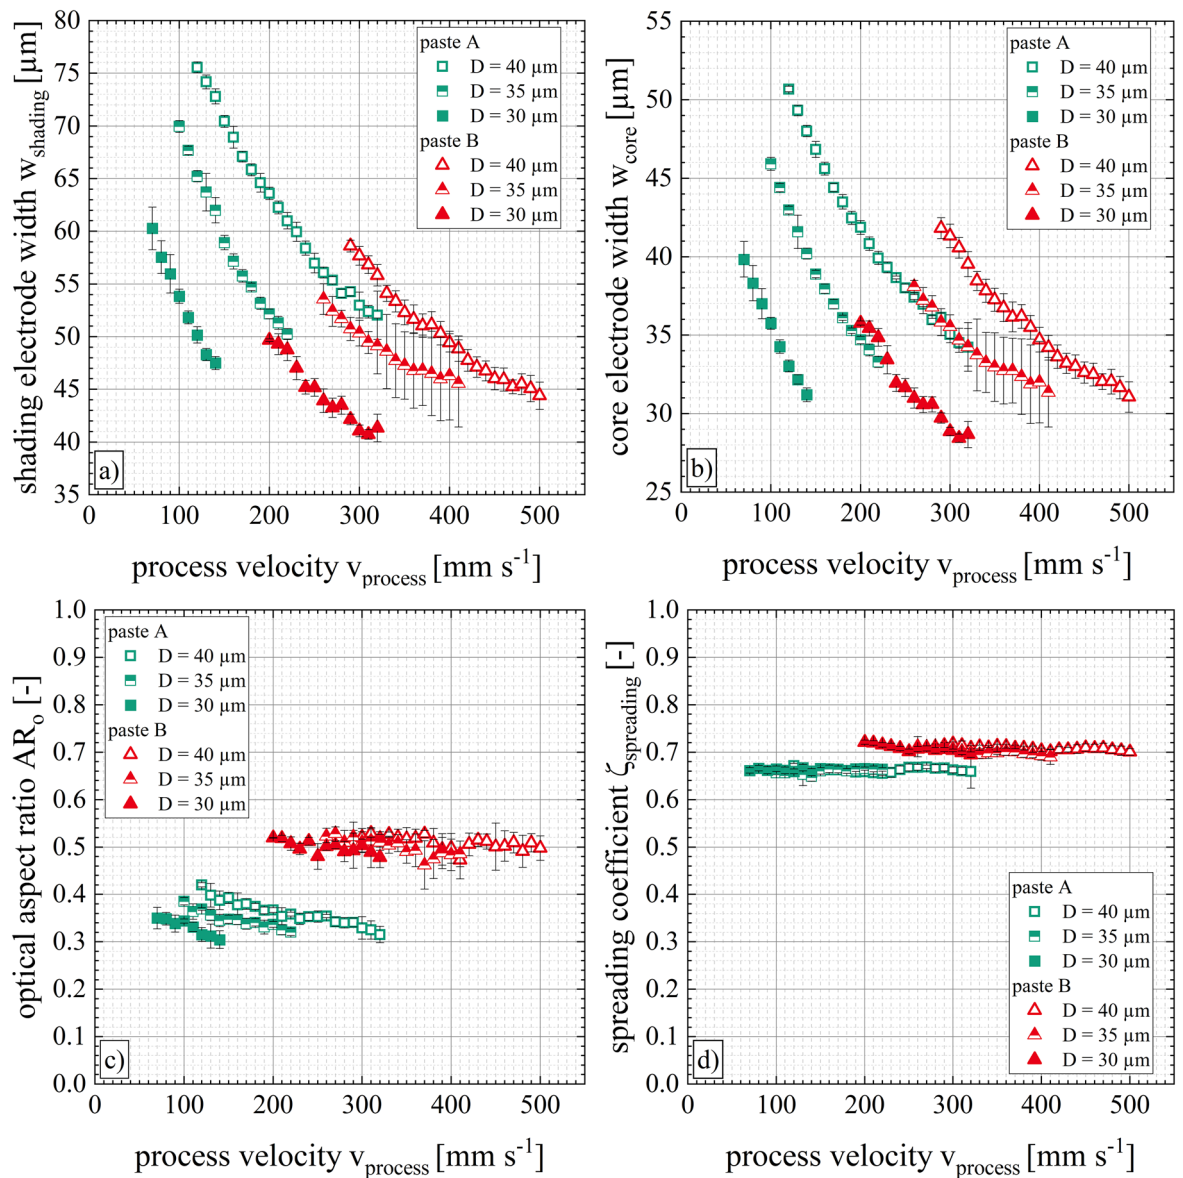 shading electrode width w_shading [µm]
80
75
70
65
60
55
50
45
40
35
paste A
D = 40 µm
D = 35 µm
D = 30 µm
paste B
D = 40 µm
D = 35 µm
D = 30 µm
a)
0 100 200 300 400 500
process velocity v_process [mm s⁻¹]
core electrode width w_core [µm]
55
50
45
40
35
30
25
paste A
D = 40 µm
D = 35 µm
D = 30 µm
paste B
D = 40 µm
D = 35 µm
D = 30 µm
b)
0 100 200 300 400 500
process velocity v_process [mm s⁻¹]
optical aspect ratio AR_o [-]
1.0
0.9
0.8
0.7
0.6
0.5
0.4
0.3
0.2
0.1
0.0
paste A
D = 40 µm
D = 35 µm
D = 30 µm
paste B
D = 40 µm
D = 35 µm
D = 30 µm
c)
0 100 200 300 400 500
process velocity v_process [mm s⁻¹]
spreading coefficient ζ_spreading [-]
1.0
0.9
0.8
0.7
0.6
0.5
0.4
0.3
0.2
0.1
0.0
paste A
D = 40 µm
D = 35 µm
D = 30 µm
paste B
D = 40 µm
D = 35 µm
D = 30 µm
d)
0 100 200 300 400 500
process velocity v_process [mm s⁻¹]